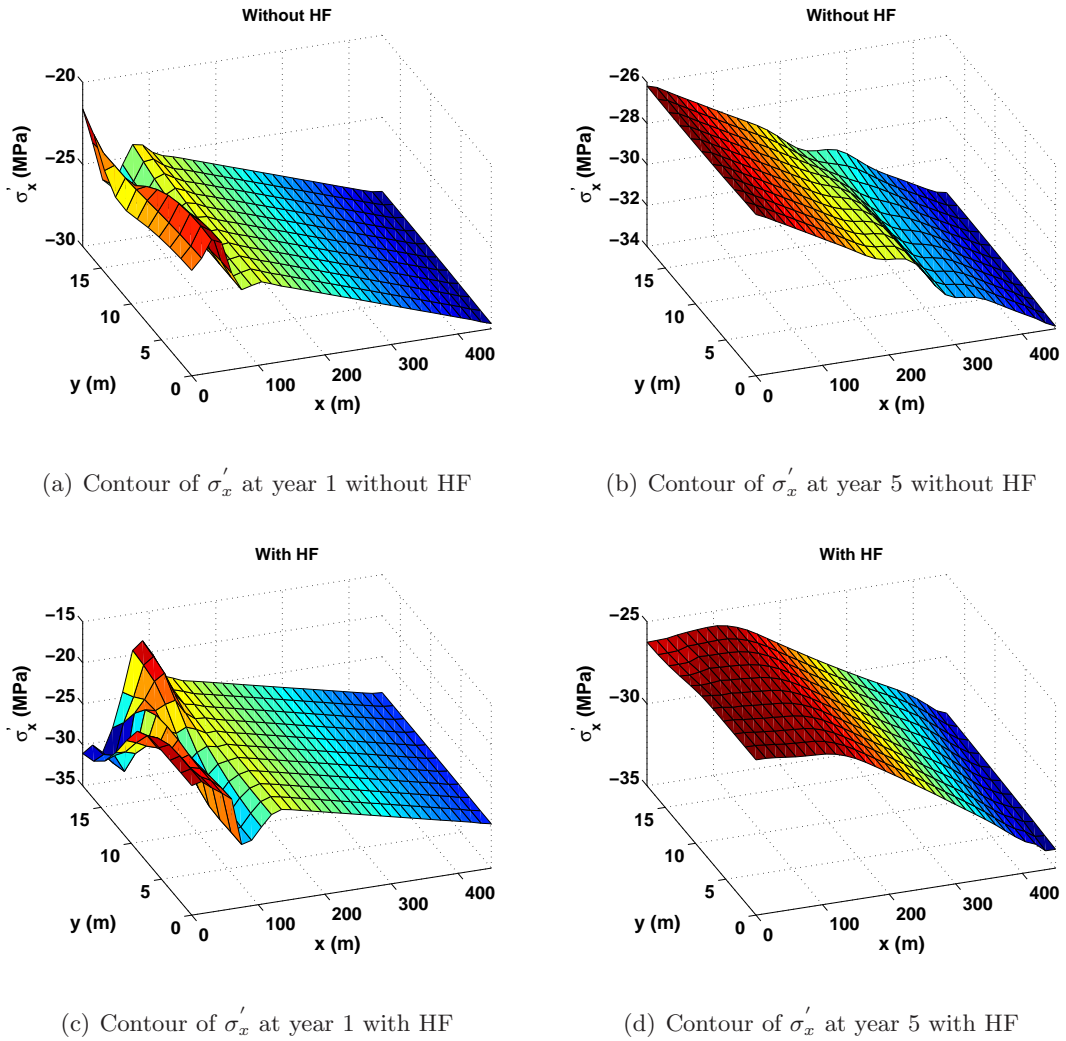 Without HF
−20
−25
−30
σ'x (MPa)
15
10
5
0
y (m)
0
100
200
300
400
x (m)
Without HF
−26
−28
−30
−32
−34
σ'x (MPa)
15
10
5
0
y (m)
0
100
200
300
400
x (m)
(a) Contour of σ'x at year 1 without HF
(b) Contour of σ'x at year 5 without HF
With HF
−15
−20
−25
−30
−35
σ'x (MPa)
15
10
5
0
y (m)
0
100
200
300
400
x (m)
With HF
−25
−30
−35
σ'x (MPa)
15
10
5
0
y (m)
0
100
200
300
400
x (m)
(c) Contour of σ'x at year 1 with HF
(d) Contour of σ'x at year 5 with HF